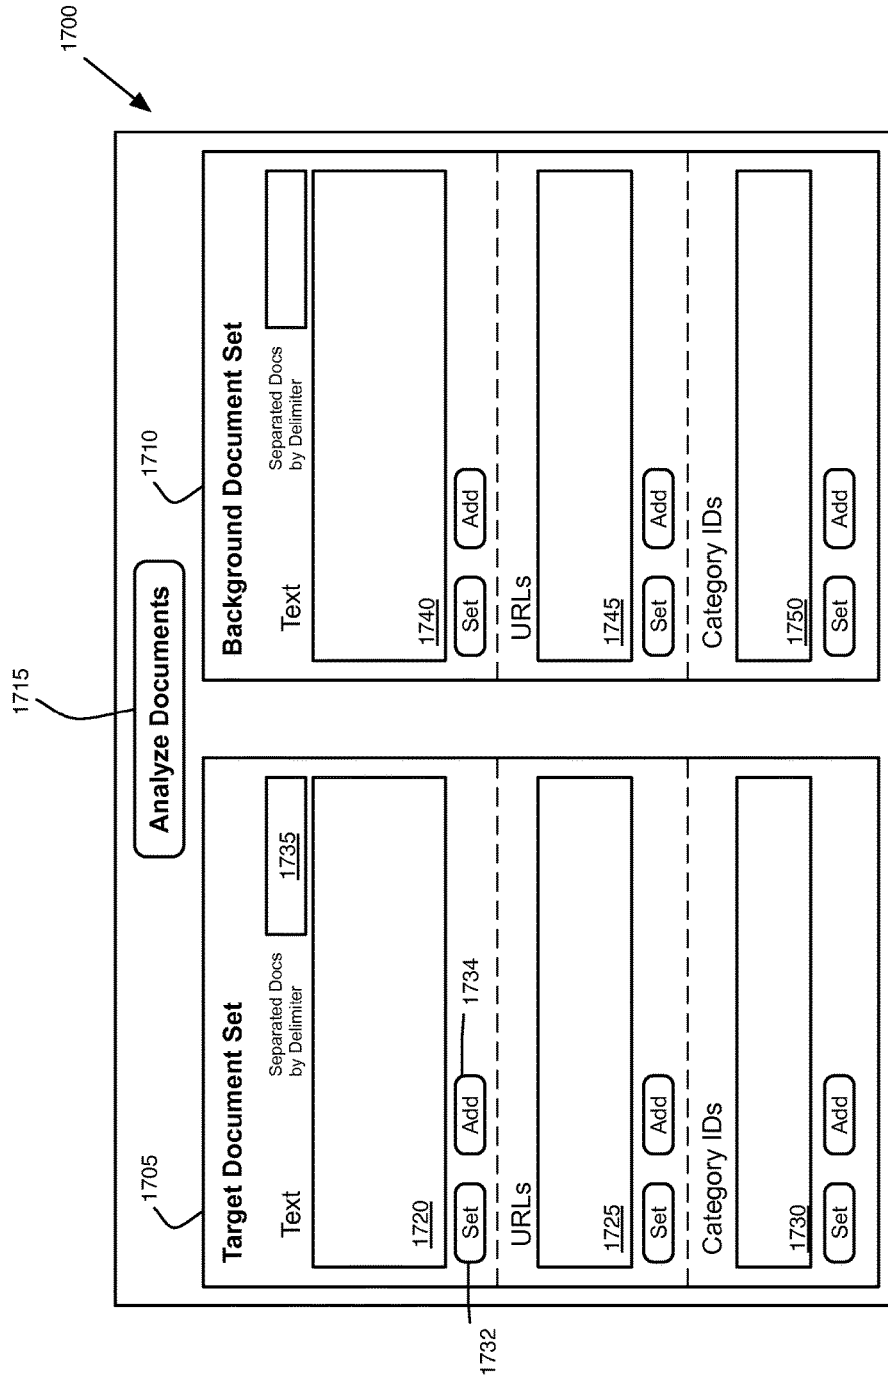 1700
1715
Analyze Documents
1705
Target Document Set
Text
Separated Docs
by Delimiter
1735
1720
Set
Add
1732
1734
URLs
1725
Set
Add
Category IDs
1730
Set
Add
1710
Background Document Set
Text
Separated Docs
by Delimiter
1740
Set
Add
URLs
1745
Set
Add
Category IDs
1750
Set
Add